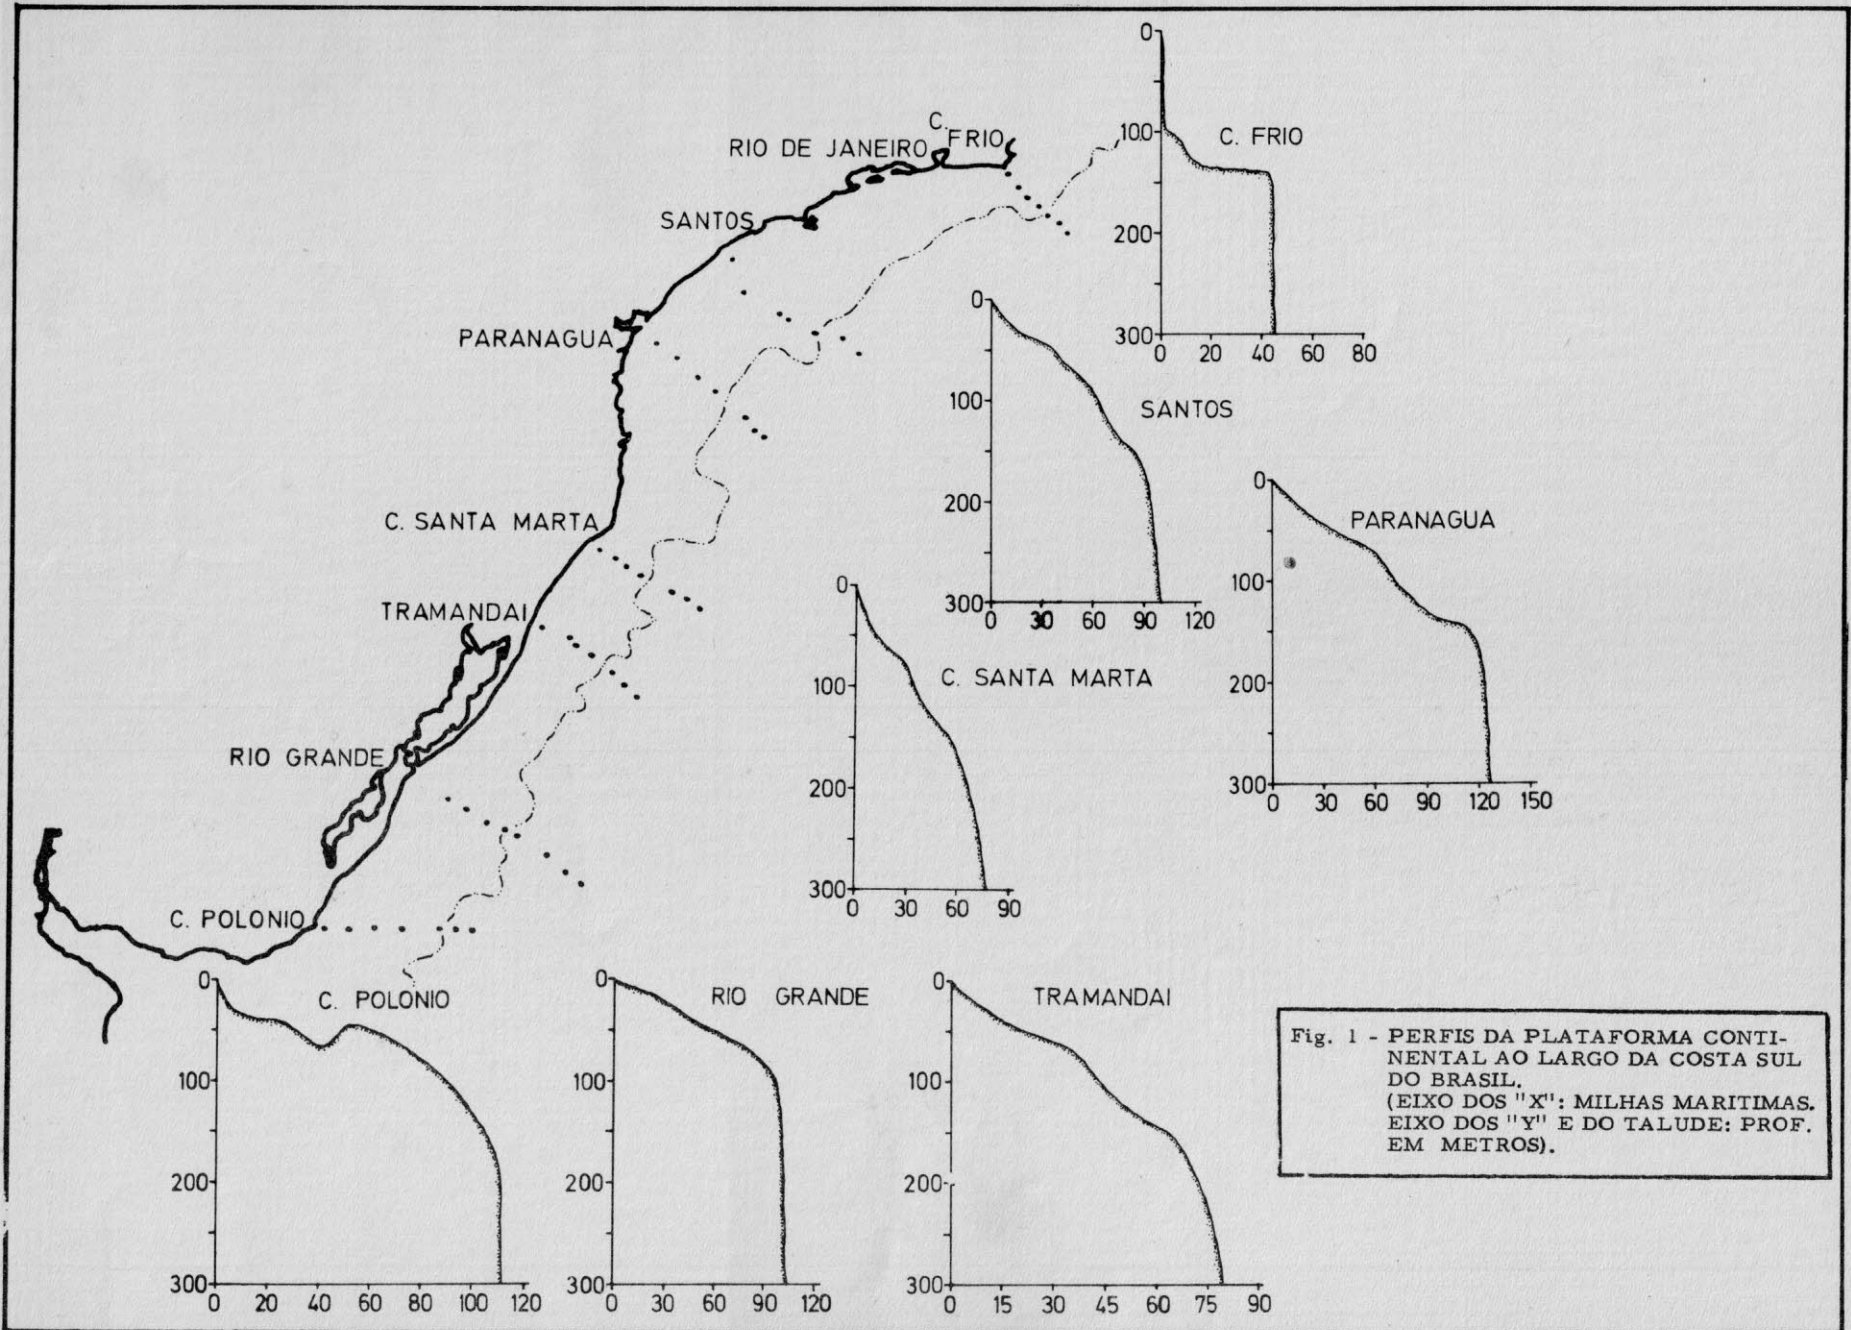 C.
FRIO
RIO DE JANEIRO
SANTOS
PARANAGUA
C. SANTA MARTA
TRAMANDAI
RIO GRANDE
C. POLONIO
0
100
200
300
0 20 40 60 80
C. FRIO
0
100
200
300
0 30 60 90 120
SANTOS
0
100
200
300
0 30 60 90 120 150
PARANAGUA
0
100
200
300
0 30 60 90
C. SANTA MARTA
0
100
200
300
0 20 40 60 80 100 120
C. POLONIO
0
100
200
300
0 30 60 90 120
RIO GRANDE
0
100
200
300
0 15 30 45 60 75 90
TRAMANDAI
Fig. 1 - PERFIS DA PLATAFORMA CONTI-
NENTAL AO LARGO DA COSTA SUL
DO BRASIL.
(EIXO DOS "X": MILHAS MARITIMAS.
EIXO DOS "Y" E DO TALUDE: PROF.
EM METROS).